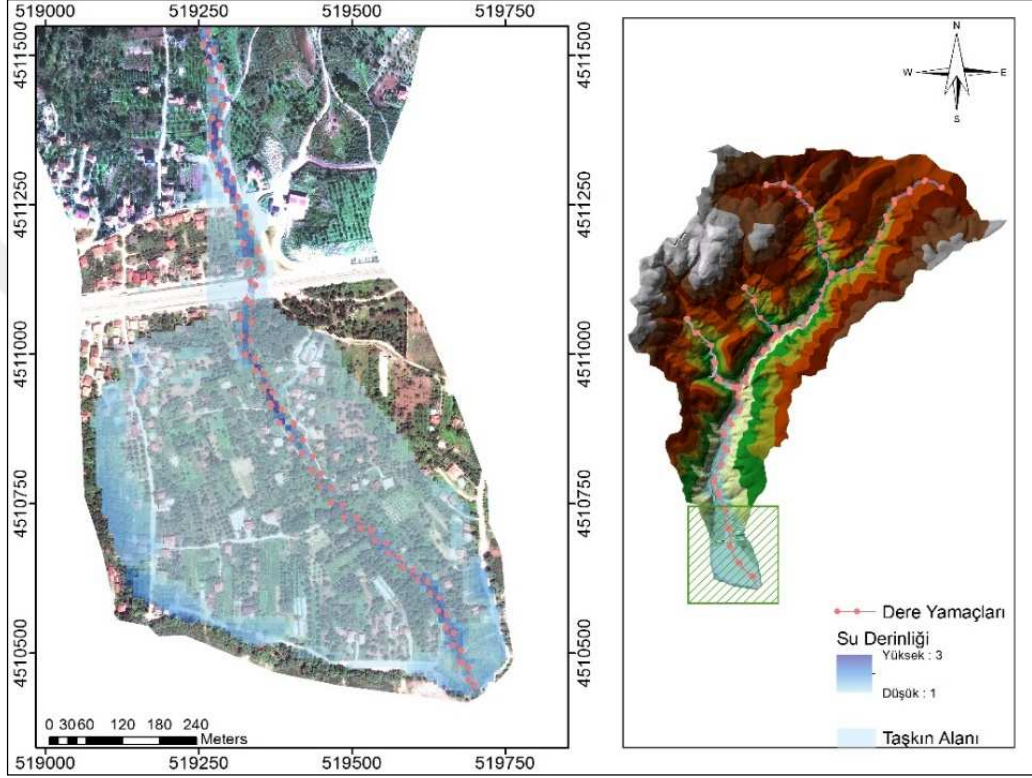 519000 519250 519500 519750
4511500 4511500
4511250 4511250
4511000 4511000
4510750 4510750
4510500 4510500
0 30 60 120 180 240
Meters
519000 519250 519500 519750
N
W E
S
Dere Yamaçları
Su Derinliği
Yüksek : 3
Düşük : 1
Taşkın Alanı